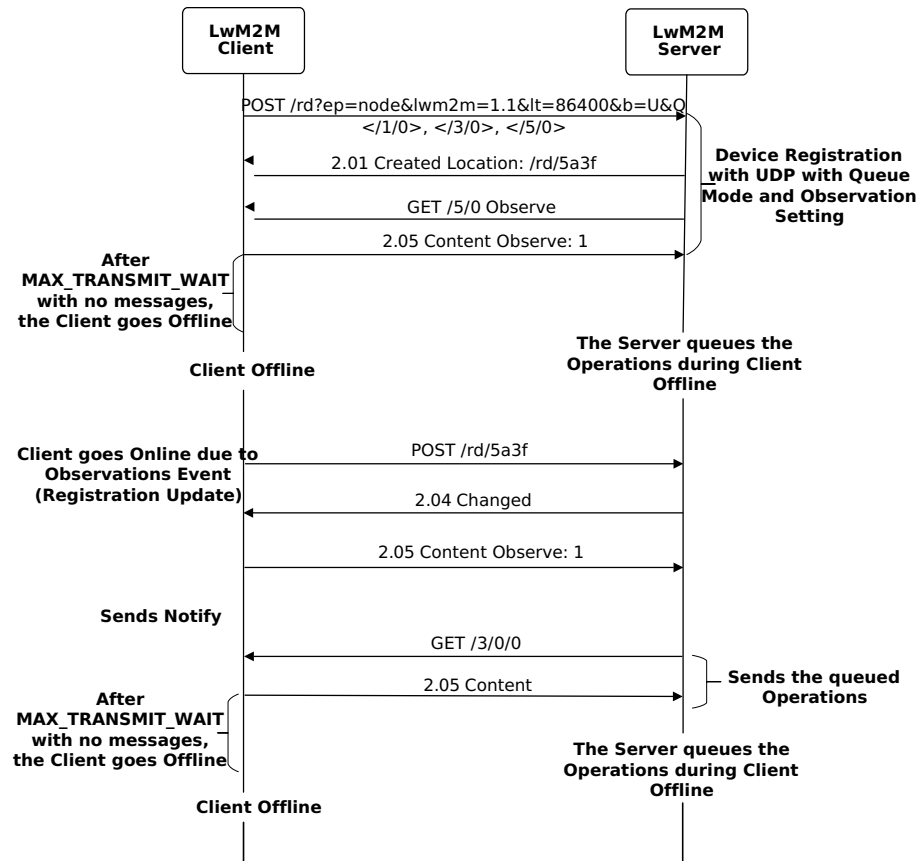 LwM2M
Client
LwM2M
Server
POST /rd?ep=node&lwm2m=1.1&lt=86400&b=U&Q
</1/0>, </3/0>, </5/0>
2.01 Created Location: /rd/5a3f
GET /5/0 Observe
2.05 Content Observe: 1
Device Registration
with UDP with Queue
Mode and Observation
Setting
After
MAX_TRANSMIT_WAIT
with no messages,
the Client goes Offline
Client Offline
The Server queues the
Operations during Client
Offline
Client goes Online due to
Observations Event
(Registration Update)
POST /rd/5a3f
2.04 Changed
2.05 Content Observe: 1
Sends Notify
GET /3/0/0
2.05 Content
Sends the queued
Operations
After
MAX_TRANSMIT_WAIT
with no messages,
the Client goes Offline
The Server queues the
Operations during Client
Offline
Client Offline